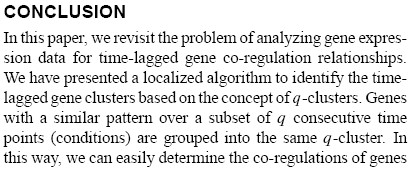 CONCLUSION
In this paper, we revisit the problem of analyzing gene expres-
sion data for time-lagged gene co-regulation relationships.
We have presented a localized algorithm to identify the time-
lagged gene clusters based on the concept of q-clusters. Genes
with a similar pattern over a subset of q consecutive time
points (conditions) are grouped into the same q-cluster. In
this way, we can easily determine the co-regulations of genes